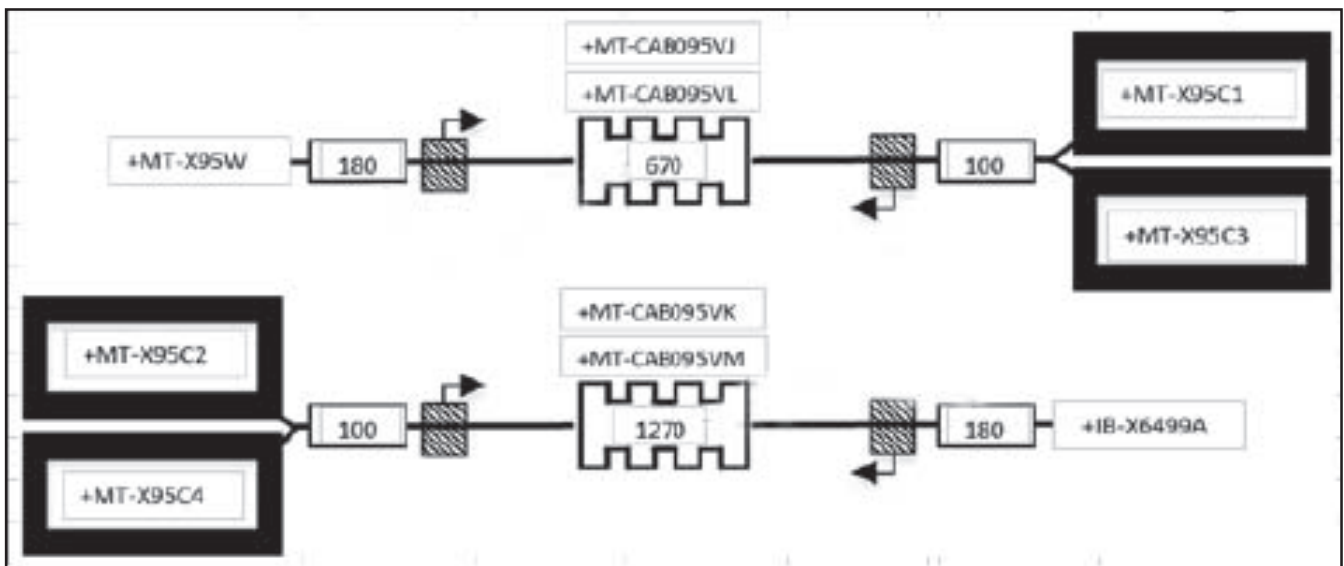 +MT-CAB095VJ
+MT-CAB095VL
+MT-X95C1
+MT-X95W
180
670
100
+MT-X95C3
+MT-CAB095VK
+MT-CAB095VM
+MT-X95C2
100
1270
180
+IB-X6499A
+MT-X95C4